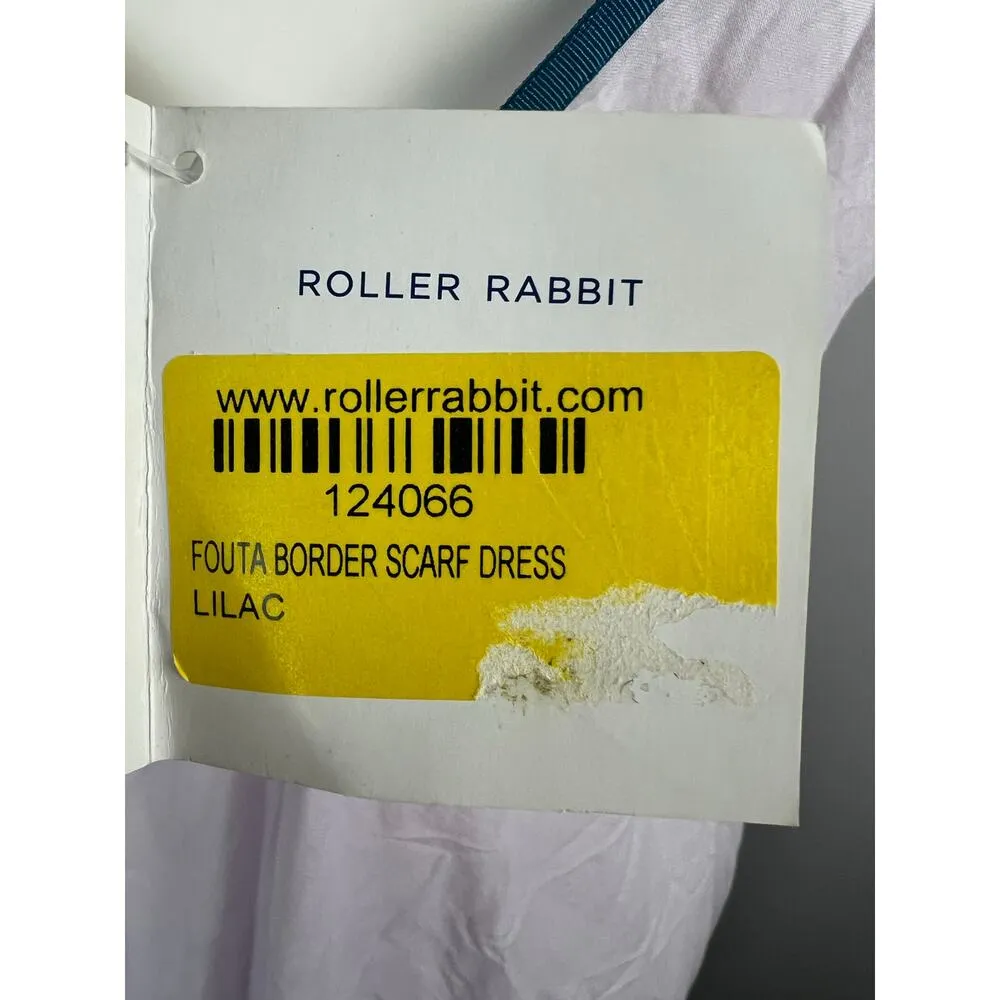 ROLLER RABBIT
www.rollerrabbit.com
124066
FOUTA BORDER SCARF DRESS
LILAC